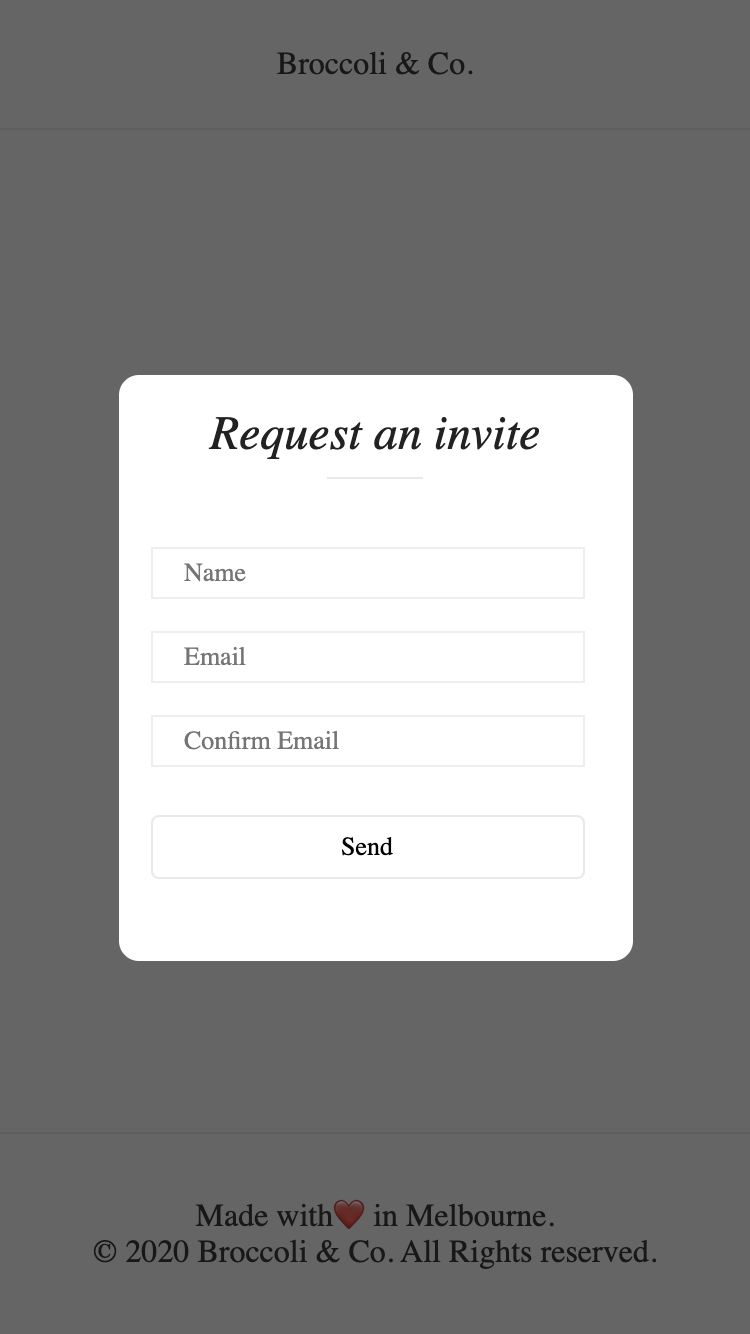 Broccoli & Co.
Request an invite
Name
Email
Confirm Email
Send
Made with❤️ in Melbourne.
© 2020 Broccoli & Co. All Rights reserved.